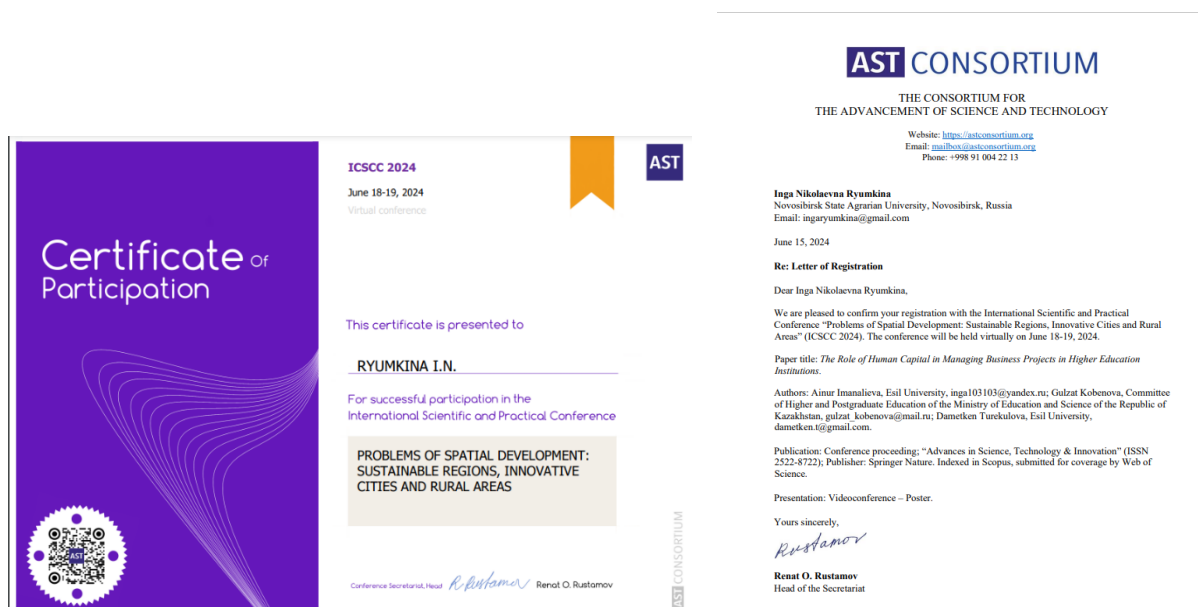 ICSCC 2024
June 18-19, 2024
Virtual conference
AST
Certificate Of
Participation
This certificate is presented to
RYUMKINA I.N.
For successful participation in the
International Scientific and Practical Conference
PROBLEMS OF SPATIAL DEVELOPMENT:
SUSTAINABLE REGIONS, INNOVATIVE
CITIES AND RURAL AREAS
AST
Conference Secretariat, Head R.Rustamov Renat O. Rustamov
AST CONSORTIUM
AST CONSORTIUM
THE CONSORTIUM FOR
THE ADVANCEMENT OF SCIENCE AND TECHNOLOGY
Website: https://astconsortium.org
Email: mailbox@astconsortium.org
Phone: +998 91 004 22 13
Inga Nikolaevna Ryumkina
Novosibirsk State Agrarian University, Novosibirsk, Russia
Email: ingaryumkina@gmail.com
June 15, 2024
Re: Letter of Registration
Dear Inga Nikolaevna Ryumkina,
We are pleased to confirm your registration with the International Scientific and Practical
Conference “Problems of Spatial Development: Sustainable Regions, Innovative Cities and Rural
Areas” (ICSCC 2024). The conference will be held virtually on June 18-19, 2024.
Paper title: The Role of Human Capital in Managing Business Projects in Higher Education
Institutions.
Authors: Ainur Imanalieva, Esil University, inga103103@yandex.ru; Gulzat Kobenova, Committee
of Higher and Postgraduate Education of the Ministry of Education and Science of the Republic of
Kazakhstan, gulzat_kobenova@mail.ru; Dametken Turekulova, Esil University,
dametken.t@gmail.com.
Publication: Conference proceeding; “Advances in Science, Technology & Innovation” (ISSN
2522-8722); Publisher: Springer Nature. Indexed in Scopus, submitted for coverage by Web of
Science.
Presentation: Videoconference – Poster.
Yours sincerely,
Rustamov
Renat O. Rustamov
Head of the Secretariat